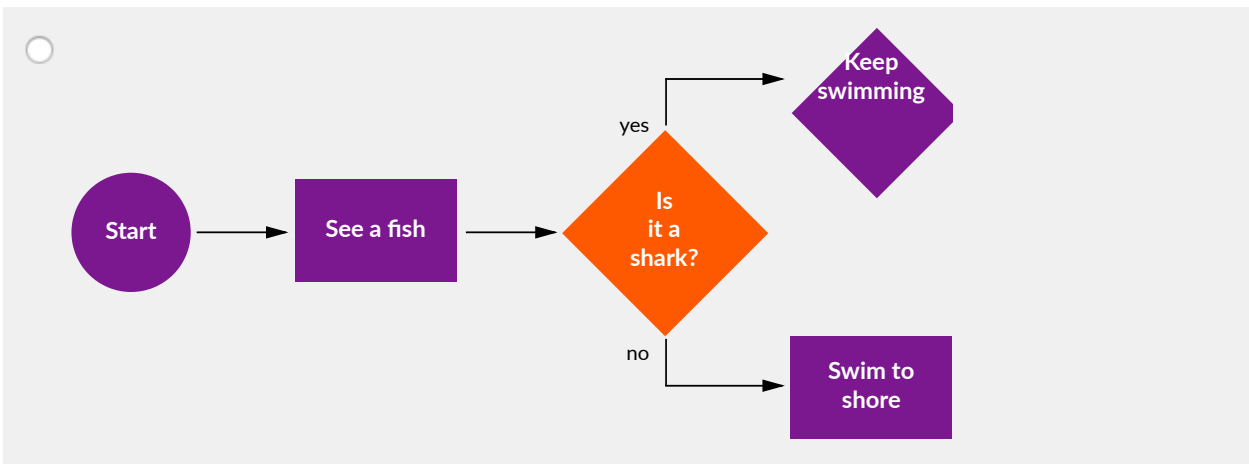 Start
See a fish
Is
it a
shark?
yes
Keep
swimming
no
Swim to
shore